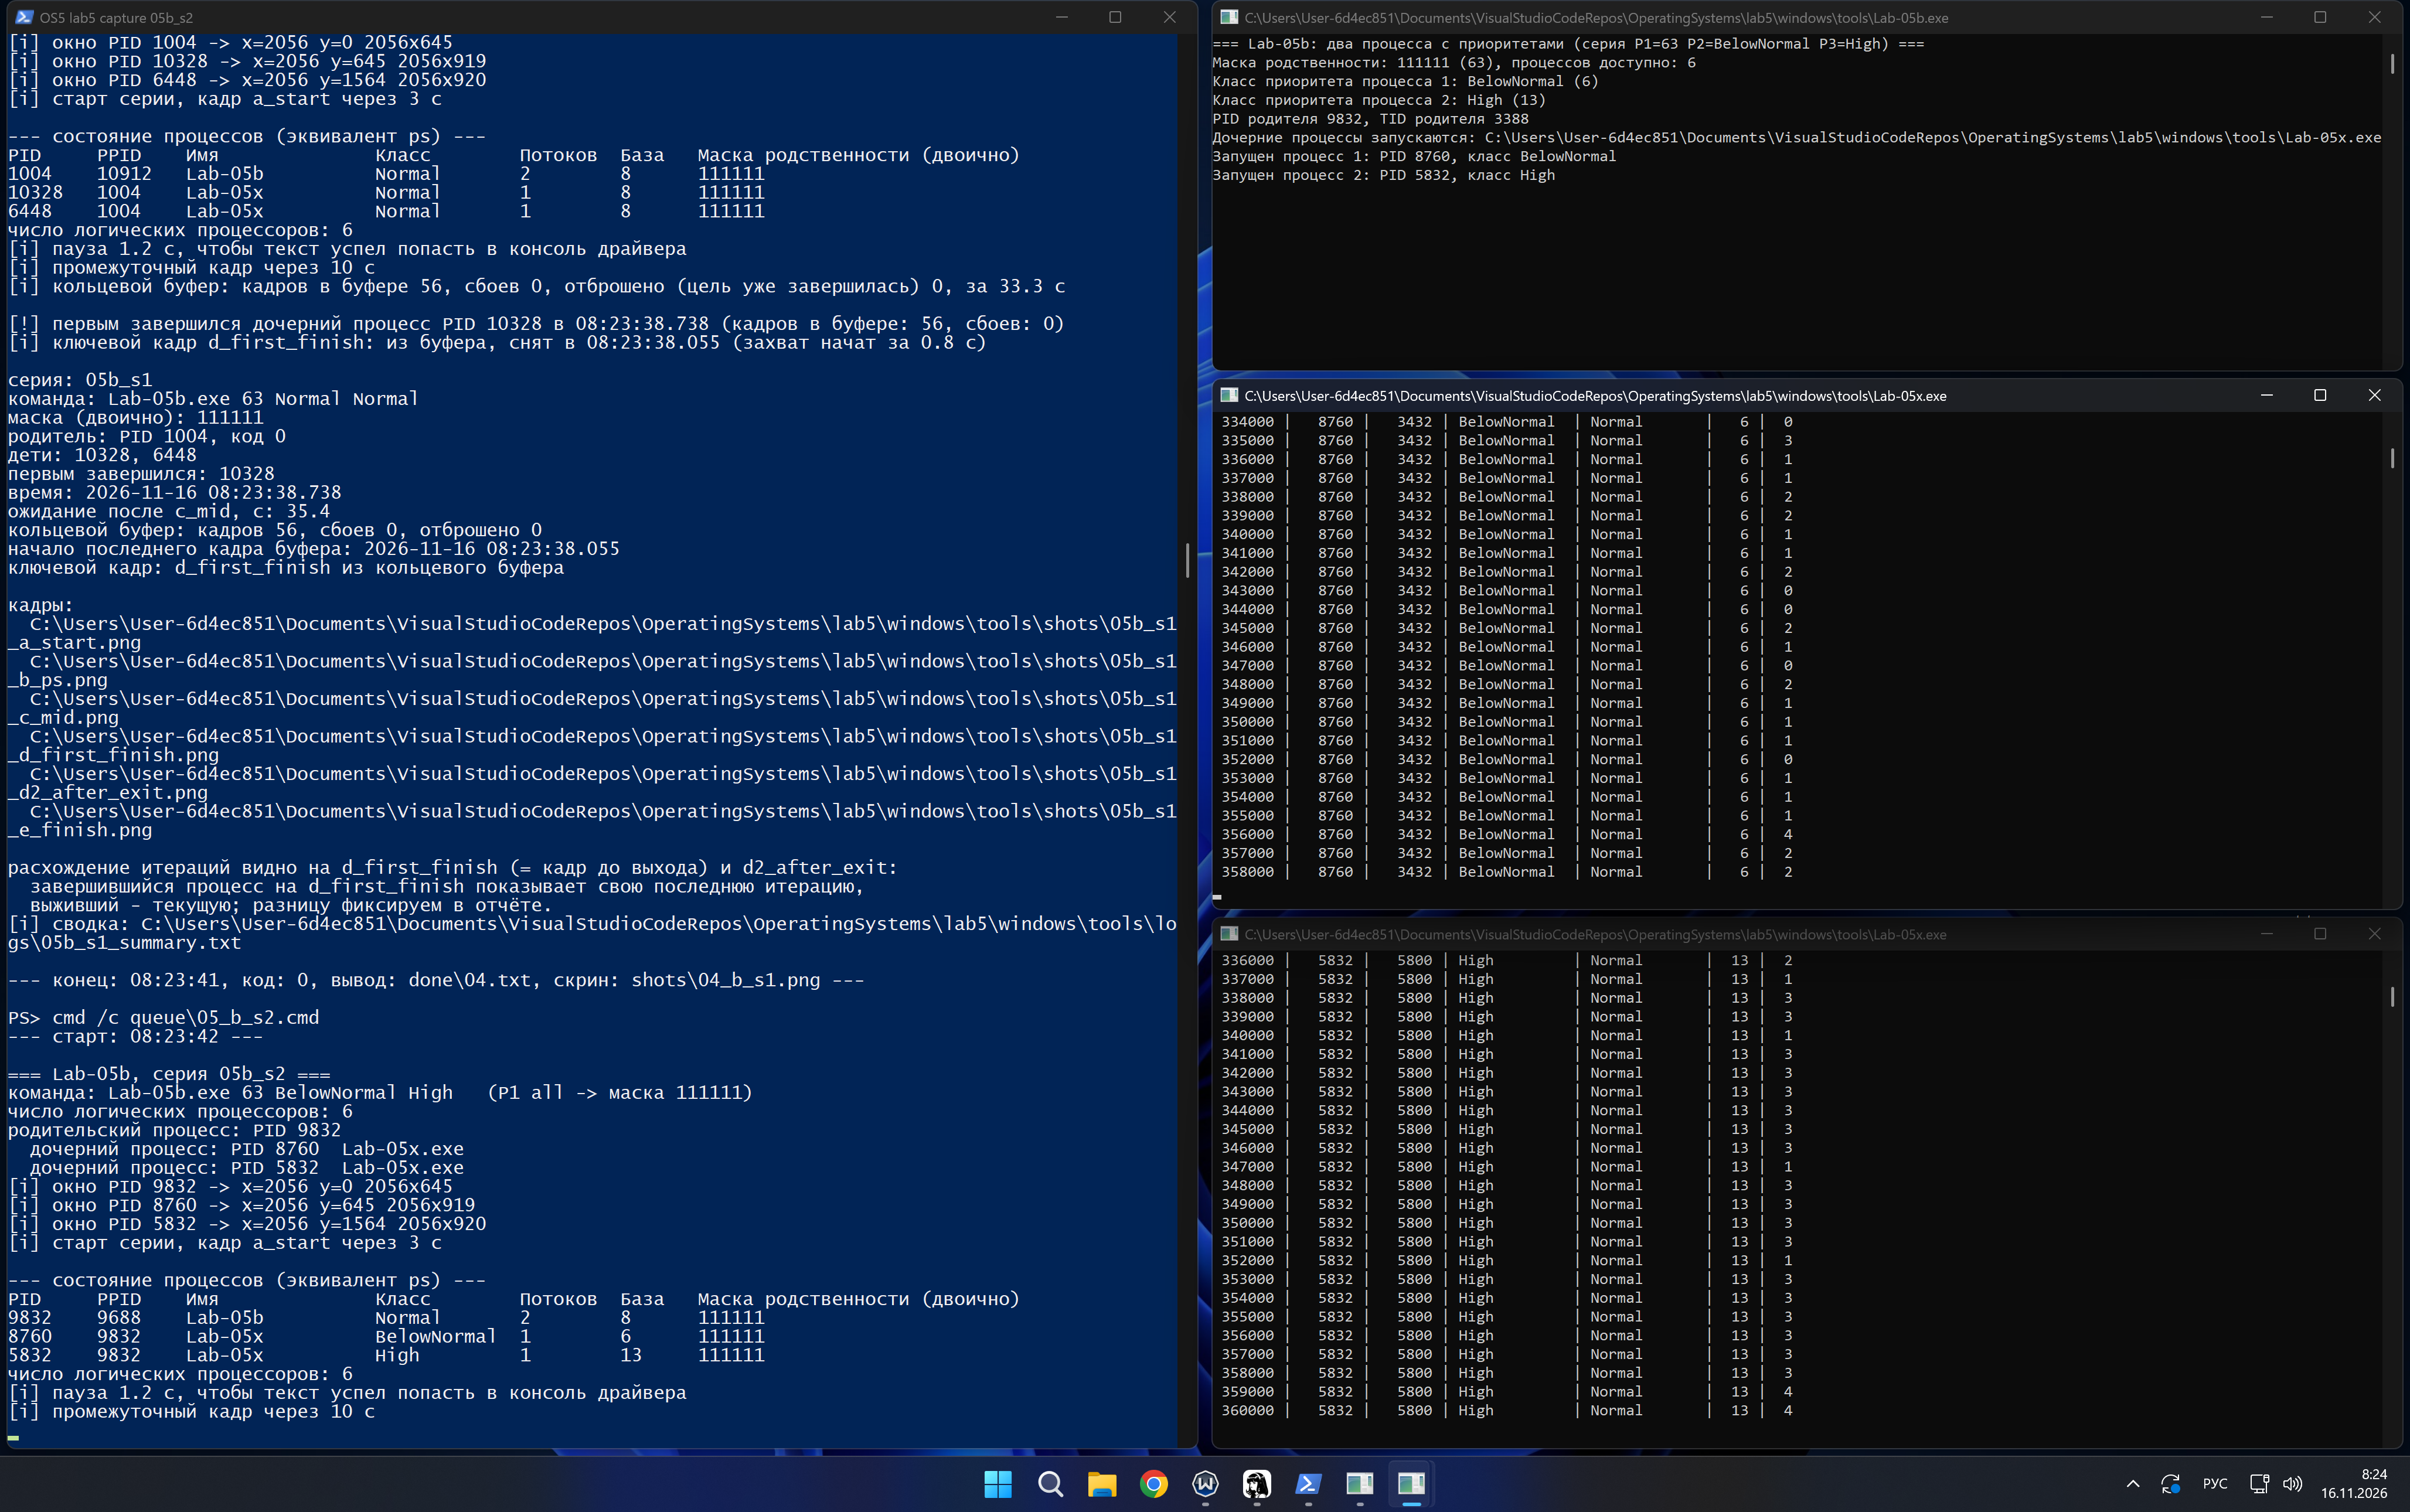 OS5 lab5 capture 05b_s2
[i] окно PID 1004 -> x=2056 y=0 2056x645
[i] окно PID 10328 -> x=2056 y=645 2056x919
[i] окно PID 6448 -> x=2056 y=1564 2056x920
[i] старт серии, кадр a_start через 3 с
--- состояние процессов (эквивалент ps) ---
PID     PPID     Имя     Класс     Потоков  База   Маска родственности (двоично)
1004    10912    Lab-05b     Normal     2     8     111111
10328   1004     Lab-05x     Normal     1     8     111111
6448    1004     Lab-05x     Normal     1     8     111111
число логических процессоров: 6
[i] пауза 1.2 с, чтобы текст успел попасть в консоль драйвера
[i] промежуточный кадр через 10 с
[i] кольцевой буфер: кадров в буфере 56, сбоев 0, отброшено (цель уже завершилась) 0, за 33.3 с
[!] первым завершился дочерний процесс PID 10328 в 08:23:38.738 (кадров в буфере: 56, сбоев: 0)
[i] ключевой кадр d_first_finish: из буфера, снят в 08:23:38.055 (захват начат за 0.8 с)
серия: 05b_s1
команда: Lab-05b.exe 63 Normal Normal
маска (двоично): 111111
родитель: PID 1004, код 0
дети: 10328, 6448
первым завершился: 10328
время: 2026-11-16 08:23:38.738
ожидание после c_mid, с: 35.4
кольцевой буфер: кадров 56, сбоев 0, отброшено 0
начало последнего кадра буфера: 2026-11-16 08:23:38.055
ключевой кадр: d_first_finish из кольцевого буфера
кадры:
C:\Users\User-6d4ec851\Documents\VisualStudioCodeRepos\OperatingSystems\lab5\windows\tools\shots\05b_s1
_a_start.png
C:\Users\User-6d4ec851\Documents\VisualStudioCodeRepos\OperatingSystems\lab5\windows\tools\shots\05b_s1
_b_ps.png
C:\Users\User-6d4ec851\Documents\VisualStudioCodeRepos\OperatingSystems\lab5\windows\tools\shots\05b_s1
_c_mid.png
C:\Users\User-6d4ec851\Documents\VisualStudioCodeRepos\OperatingSystems\lab5\windows\tools\shots\05b_s1
_d_first_finish.png
C:\Users\User-6d4ec851\Documents\VisualStudioCodeRepos\OperatingSystems\lab5\windows\tools\shots\05b_s1
_d2_after_exit.png
C:\Users\User-6d4ec851\Documents\VisualStudioCodeRepos\OperatingSystems\lab5\windows\tools\shots\05b_s1
_e_finish.png
расхождение итераций видно на d_first_finish (= кадр до выхода) и d2_after_exit:
завершившийся процесс на d_first_finish показывает свою последнюю итерацию,
выживший - текущую; разницу фиксируем в отчёте.
[i] сводка: C:\Users\User-6d4ec851\Documents\VisualStudioCodeRepos\OperatingSystems\lab5\windows\tools\lo
gs\05b_s1_summary.txt
--- конец: 08:23:41, код: 0, вывод: done\04.txt, скрин: shots\04_b_s1.png ---
PS> cmd /c queue\05_b_s2.cmd
--- старт: 08:23:42 ---
=== Lab-05b, серия 05b_s2 ===
команда: Lab-05b.exe 63 BelowNormal High   (P1 all -> маска 111111)
число логических процессоров: 6
родительский процесс: PID 9832
дочерний процесс: PID 8760  Lab-05x.exe
дочерний процесс: PID 5832  Lab-05x.exe
[i] окно PID 9832 -> x=2056 y=0 2056x645
[i] окно PID 8760 -> x=2056 y=645 2056x919
[i] окно PID 5832 -> x=2056 y=1564 2056x920
[i] старт серии, кадр a_start через 3 с
--- состояние процессов (эквивалент ps) ---
PID     PPID     Имя     Класс     Потоков  База   Маска родственности (двоично)
9832    9688     Lab-05b     Normal     2     8     111111
8760    9832     Lab-05x     BelowNormal  1     6     111111
5832    9832     Lab-05x     High     1     13     111111
число логических процессоров: 6
[i] пауза 1.2 с, чтобы текст успел попасть в консоль драйвера
[i] промежуточный кадр через 10 с
C:\Users\User-6d4ec851\Documents\VisualStudioCodeRepos\OperatingSystems\lab5\windows\tools\Lab-05b.exe
=== Lab-05b: два процесса с приоритетами (серия P1=63 P2=BelowNormal P3=High) ===
Маска родственности: 111111 (63), процессов доступно: 6
Класс приоритета процесса 1: BelowNormal (6)
Класс приоритета процесса 2: High (13)
PID родителя 9832, TID родителя 3388
Дочерние процессы запускаются: C:\Users\User-6d4ec851\Documents\VisualStudioCodeRepos\OperatingSystems\lab5\windows\tools\Lab-05x.exe
Запущен процесс 1: PID 8760, класс BelowNormal
Запущен процесс 2: PID 5832, класс High
C:\Users\User-6d4ec851\Documents\VisualStudioCodeRepos\OperatingSystems\lab5\windows\tools\Lab-05x.exe
334000 |   8760 |   3432 | BelowNormal  | Normal       |   6 |  0
335000 |   8760 |   3432 | BelowNormal  | Normal       |   6 |  3
336000 |   8760 |   3432 | BelowNormal  | Normal       |   6 |  1
337000 |   8760 |   3432 | BelowNormal  | Normal       |   6 |  1
338000 |   8760 |   3432 | BelowNormal  | Normal       |   6 |  2
339000 |   8760 |   3432 | BelowNormal  | Normal       |   6 |  2
340000 |   8760 |   3432 | BelowNormal  | Normal       |   6 |  1
341000 |   8760 |   3432 | BelowNormal  | Normal       |   6 |  1
342000 |   8760 |   3432 | BelowNormal  | Normal       |   6 |  2
343000 |   8760 |   3432 | BelowNormal  | Normal       |   6 |  0
344000 |   8760 |   3432 | BelowNormal  | Normal       |   6 |  0
345000 |   8760 |   3432 | BelowNormal  | Normal       |   6 |  2
346000 |   8760 |   3432 | BelowNormal  | Normal       |   6 |  1
347000 |   8760 |   3432 | BelowNormal  | Normal       |   6 |  0
348000 |   8760 |   3432 | BelowNormal  | Normal       |   6 |  2
349000 |   8760 |   3432 | BelowNormal  | Normal       |   6 |  1
350000 |   8760 |   3432 | BelowNormal  | Normal       |   6 |  1
351000 |   8760 |   3432 | BelowNormal  | Normal       |   6 |  1
352000 |   8760 |   3432 | BelowNormal  | Normal       |   6 |  0
353000 |   8760 |   3432 | BelowNormal  | Normal       |   6 |  1
354000 |   8760 |   3432 | BelowNormal  | Normal       |   6 |  1
355000 |   8760 |   3432 | BelowNormal  | Normal       |   6 |  1
356000 |   8760 |   3432 | BelowNormal  | Normal       |   6 |  4
357000 |   8760 |   3432 | BelowNormal  | Normal       |   6 |  2
358000 |   8760 |   3432 | BelowNormal  | Normal       |   6 |  2
C:\Users\User-6d4ec851\Documents\VisualStudioCodeRepos\OperatingSystems\lab5\windows\tools\Lab-05x.exe
336000 |   5832 |   5800 | High         | Normal       |  13 |  2
337000 |   5832 |   5800 | High         | Normal       |  13 |  1
338000 |   5832 |   5800 | High         | Normal       |  13 |  3
339000 |   5832 |   5800 | High         | Normal       |  13 |  3
340000 |   5832 |   5800 | High         | Normal       |  13 |  1
341000 |   5832 |   5800 | High         | Normal       |  13 |  3
342000 |   5832 |   5800 | High         | Normal       |  13 |  3
343000 |   5832 |   5800 | High         | Normal       |  13 |  3
344000 |   5832 |   5800 | High         | Normal       |  13 |  3
345000 |   5832 |   5800 | High         | Normal       |  13 |  3
346000 |   5832 |   5800 | High         | Normal       |  13 |  3
347000 |   5832 |   5800 | High         | Normal       |  13 |  1
348000 |   5832 |   5800 | High         | Normal       |  13 |  3
349000 |   5832 |   5800 | High         | Normal       |  13 |  3
350000 |   5832 |   5800 | High         | Normal       |  13 |  3
351000 |   5832 |   5800 | High         | Normal       |  13 |  3
352000 |   5832 |   5800 | High         | Normal       |  13 |  1
353000 |   5832 |   5800 | High         | Normal       |  13 |  3
354000 |   5832 |   5800 | High         | Normal       |  13 |  3
355000 |   5832 |   5800 | High         | Normal       |  13 |  3
356000 |   5832 |   5800 | High         | Normal       |  13 |  3
357000 |   5832 |   5800 | High         | Normal       |  13 |  3
358000 |   5832 |   5800 | High         | Normal       |  13 |  3
359000 |   5832 |   5800 | High         | Normal       |  13 |  4
360000 |   5832 |   5800 | High         | Normal       |  13 |  4
РУС
8:24
16.11.2026